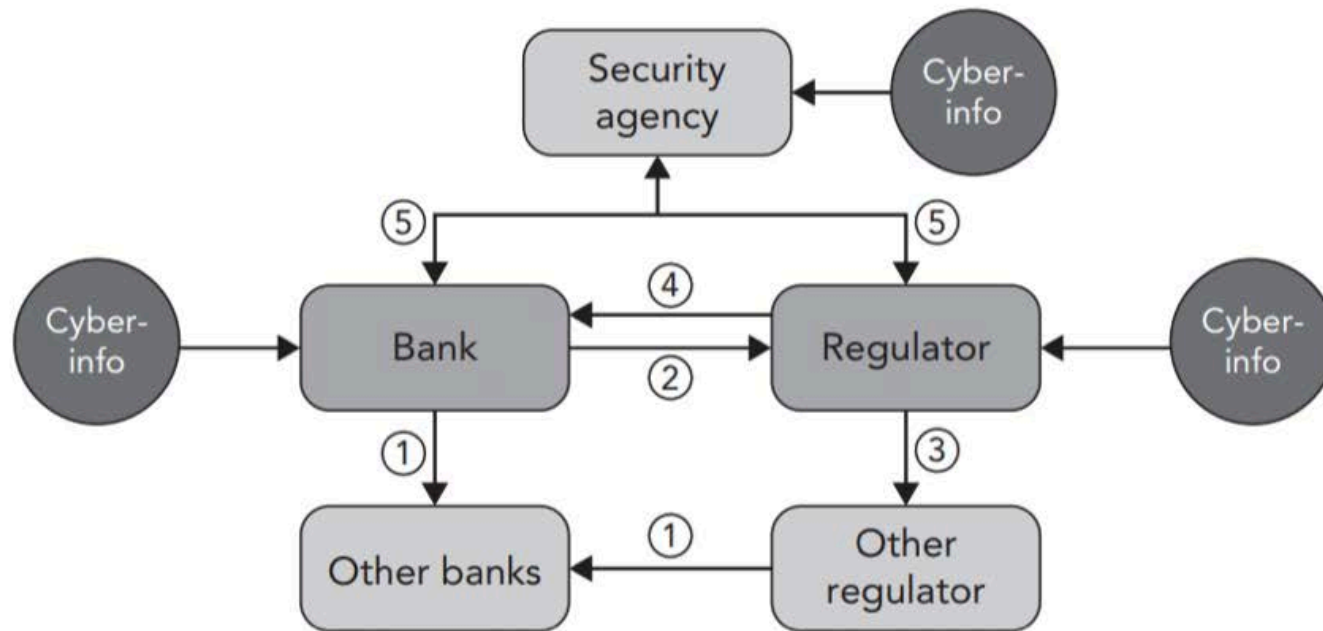 Security
agency
Cyber-
info
5
5
Cyber-
info
4
Bank
Regulator
Cyber-
info
2
1
3
Other banks
1
Other
regulator